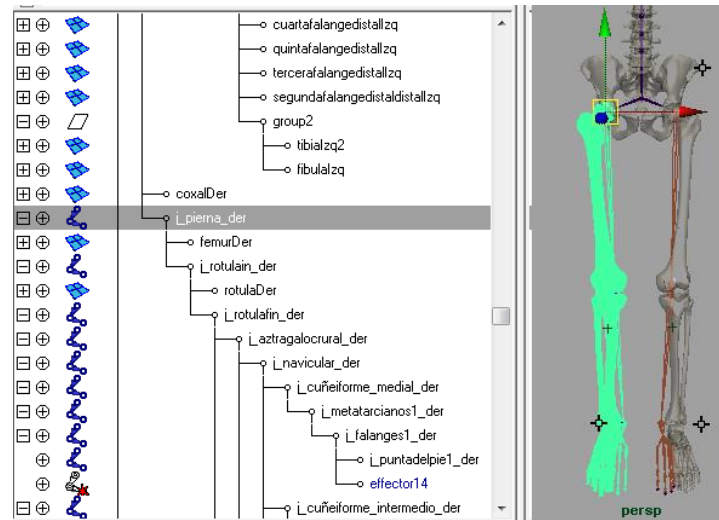 cuartafalangedistalIzq
quintafalangedistalIzq
tercerafalangedistalIzq
segundafalangedistaldistalIzq
group2
tibiaIzq2
fibulaIzq
coxalDer
j_pierna_der
femurDer
j_rotulain_der
rotulaDer
j_rotulafin_der
j_aztragalocrural_der
j_navicular_der
j_cuñeiforme_medial_der
j_metatarcianos1_der
j_falanges1_der
j_puntadelpie1_der
effector14
j_cuñeiforme_intermedio_der
persp